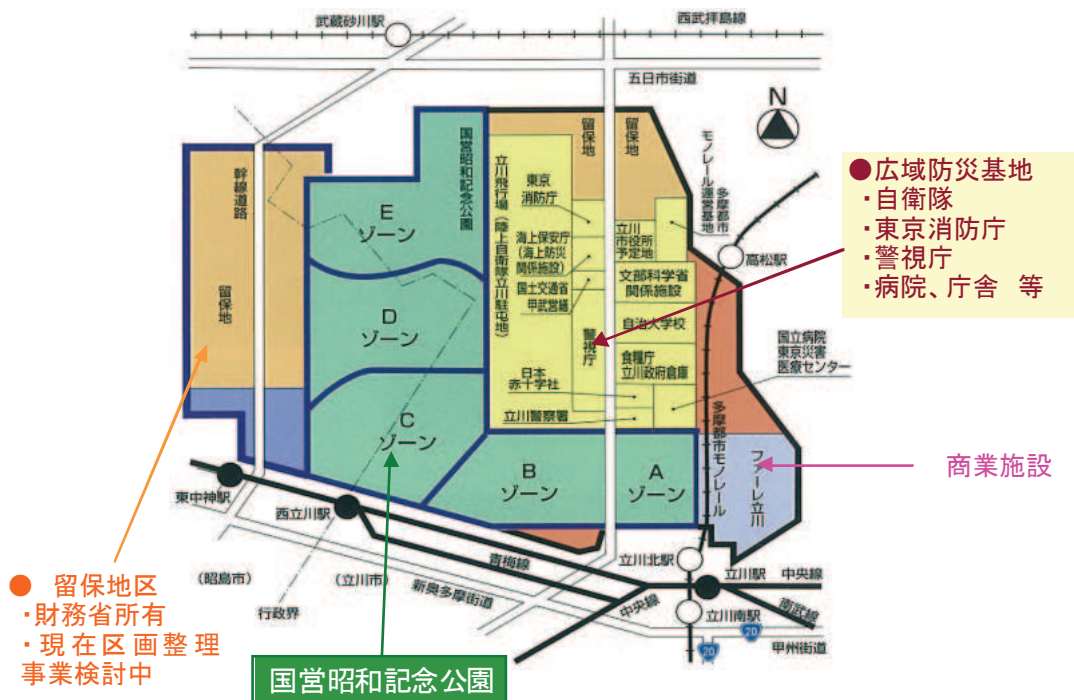 武蔵砂川駅
西武拝島線
五日市街道
N
国営昭和記念公園
留保地
留保地
モノレール運営基地
多摩都市
幹線道路
留保地
E
ゾーン
D
ゾーン
C
ゾーン
B
ゾーン
A
ゾーン
立川飛行場(陸上自衛隊立川駐屯地)
東京
消防庁
海上保安庁
(海上防災
関係施設)
国土交通省
甲武営繕
警視庁
日本
赤十字社
立川警察署
立川
市役所
予定地
文部科学省
関係施設
自治大学校
食糧庁
立川政府倉庫
高松駅
国立病院
東京災害
医療センター
多摩都市モノレール
ファーレ立川
●広域防災基地
・自衛隊
・東京消防庁
・警視庁
・病院、庁舎 等
商業施設
東中神駅
西立川駅
青梅線
立川北駅
立川駅
中央線
(昭島市)
(立川市)
新奥多摩街道
中央線
立川南駅
南武線
行政界
20
20
甲州街道
● 留保地区
・財務省所有
・現在区画整理
事業検討中
国営昭和記念公園